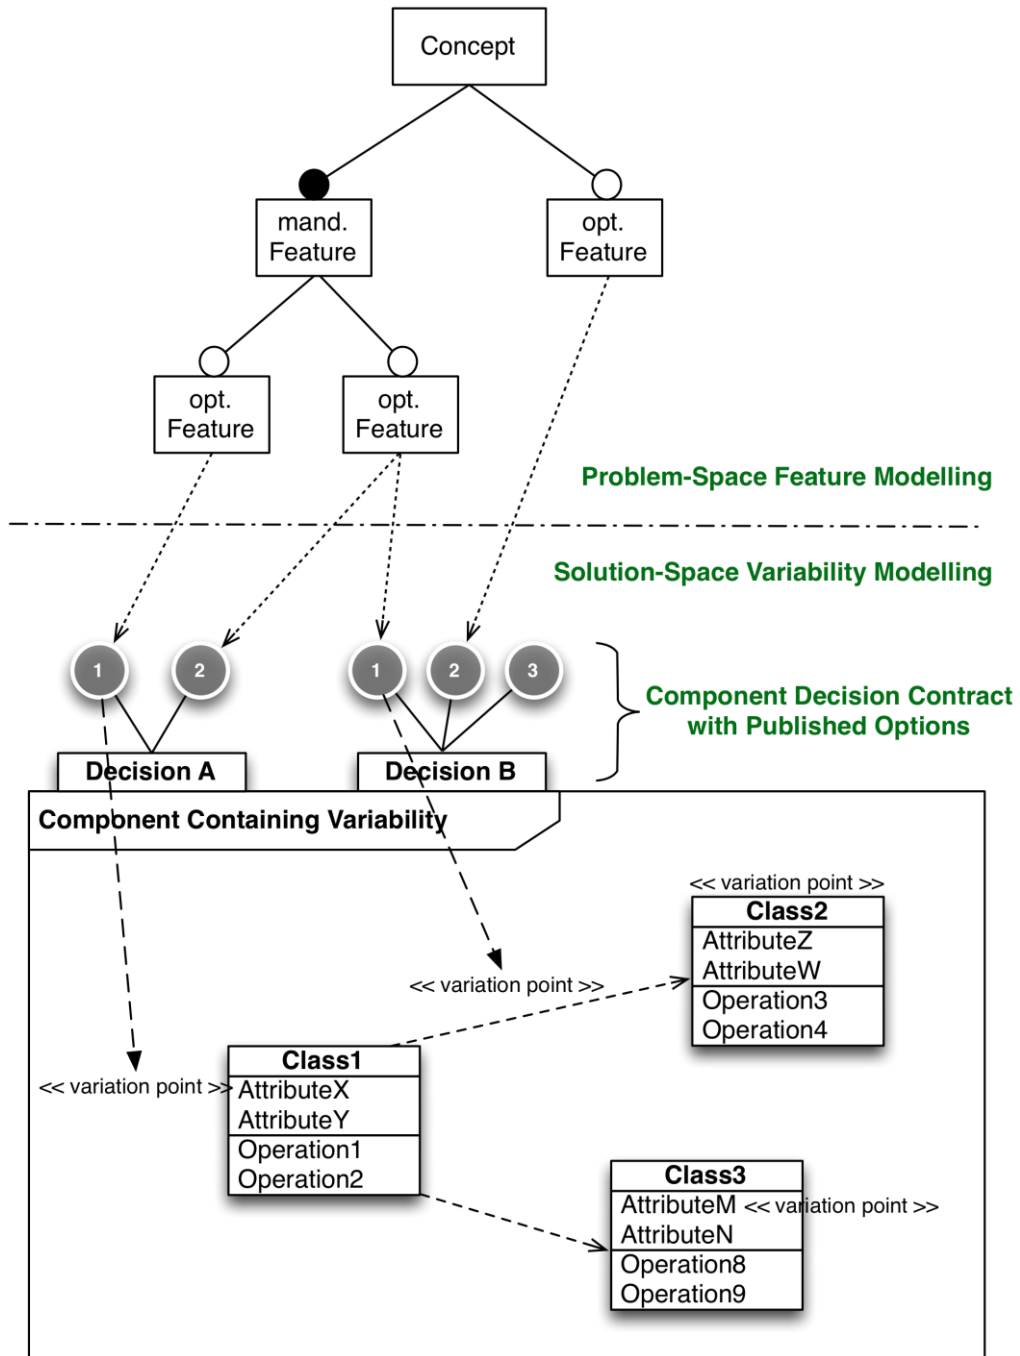 Concept
mand.
Feature
opt.
Feature
opt.
Feature
opt.
Feature
Problem-Space Feature Modelling
Solution-Space Variability Modelling
1
2
1
2
3
Component Decision Contract
with Published Options
Decision A
Decision B
Component Containing Variability
<< variation point >>
Class2
AttributeZ
AttributeW
Operation3
Operation4
<< variation point >>
Class1
<< variation point >>
AttributeX
AttributeY
Operation1
Operation2
Class3
AttributeM << variation point >>
AttributeN
Operation8
Operation9